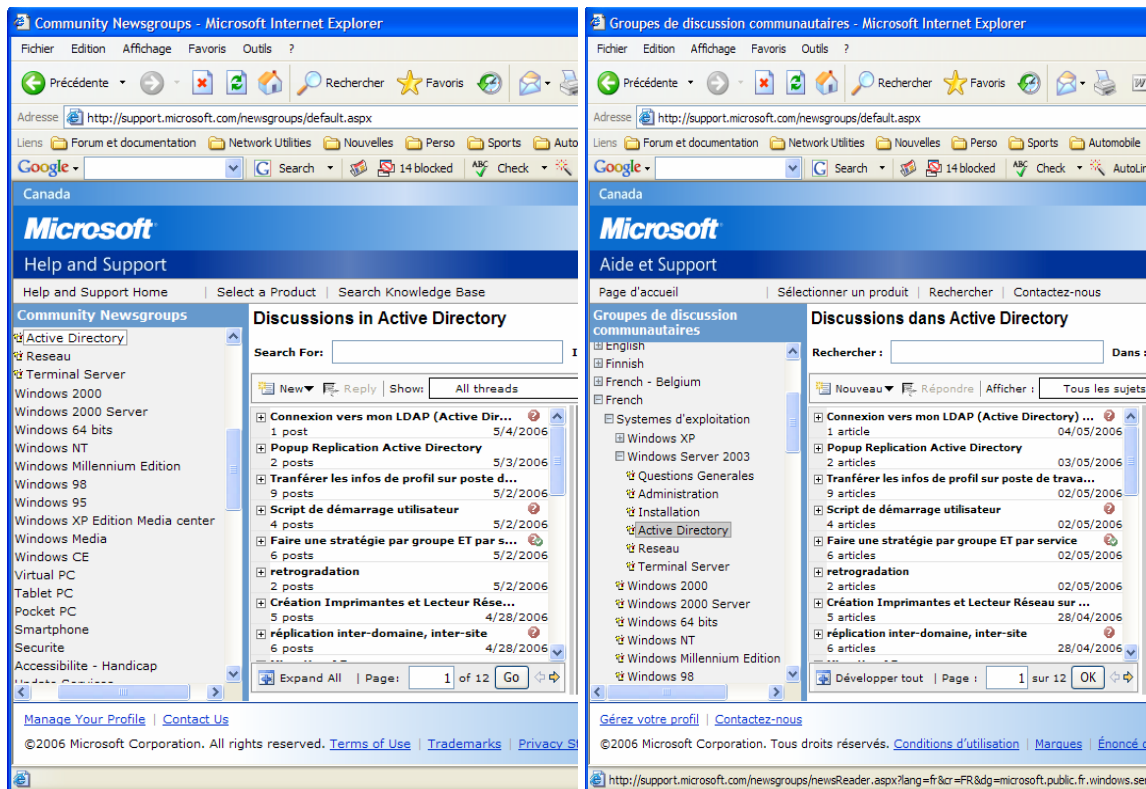 Community Newsgroups - Microsoft Internet Explorer
Fichier Edition Affichage Favoris Outils ?
Précédente Rechercher Favoris
Adresse http://support.microsoft.com/newsgroups/default.aspx
Liens Forum et documentation Network Utilities Nouvelles Perso Sports Auto
Google Search 14 blocked ABC Check
Canada
Microsoft
Help and Support
Help and Support Home | Select a Product | Search Knowledge Base
Community Newsgroups
Active Directory
Reseau
Terminal Server
Windows 2000
Windows 2000 Server
Windows 64 bits
Windows NT
Windows Millennium Edition
Windows 98
Windows 95
Windows XP Edition Media center
Windows Media
Windows CE
Virtual PC
Tablet PC
Pocket PC
Smartphone
Securite
Accessibilite - Handicap
Discussions in Active Directory
Search For:
New Reply Show: All threads
Connexion vers mon LDAP (Active Dir...
1 post 5/4/2006
Popup Replication Active Directory
2 posts 5/3/2006
Tranférer les infos de profil sur poste d...
9 posts 5/2/2006
Script de démarrage utilisateur
4 posts 5/2/2006
Faire une stratégie par groupe ET par s...
6 posts 5/2/2006
retrogradation
2 posts 5/2/2006
Création Imprimantes et Lecteur Rése...
5 posts 4/28/2006
réplication inter-domaine, inter-site
6 posts 4/28/2006
Expand All | Page: 1 of 12 Go
Manage Your Profile | Contact Us
©2006 Microsoft Corporation. All rights reserved. Terms of Use | Trademarks | Privacy S
Groupes de discussion communautaires - Microsoft Internet Explorer
Fichier Edition Affichage Favoris Outils ?
Précédente Rechercher Favoris
Adresse http://support.microsoft.com/newsgroups/default.aspx
Liens Forum et documentation Network Utilities Nouvelles Perso Sports Automobile
Google Search 14 blocked ABC Check AutoLin
Canada
Microsoft
Aide et Support
Page d'accueil | Sélectionner un produit | Rechercher | Contactez-nous
Groupes de discussion
communautaires
English
Finnish
French - Belgium
French
Systemes d'exploitation
Windows XP
Windows Server 2003
Questions Generales
Administration
Installation
Active Directory
Reseau
Terminal Server
Windows 2000
Windows 2000 Server
Windows 64 bits
Windows NT
Windows Millennium Edition
Windows 98
Discussions dans Active Directory
Rechercher : Dans :
Nouveau Répondre Afficher : Tous les sujets
Connexion vers mon LDAP (Active Directory) ...
1 article 04/05/2006
Popup Replication Active Directory
2 articles 03/05/2006
Tranférer les infos de profil sur poste de trava...
9 articles 02/05/2006
Script de démarrage utilisateur
4 articles 02/05/2006
Faire une stratégie par groupe ET par service
6 articles 02/05/2006
retrogradation
2 articles 02/05/2006
Création Imprimantes et Lecteur Réseau sur ...
5 articles 28/04/2006
réplication inter-domaine, inter-site
6 articles 28/04/2006
Développer tout | Page : 1 sur 12 OK
Gérez votre profil | Contactez-nous
©2006 Microsoft Corporation. Tous droits réservés. Conditions d'utilisation | Marques | Énoncé
http://support.microsoft.com/newsgroups/newsReader.aspx?lang=fr&cr=FR&dg=microsoft.public.fr.windows.ser